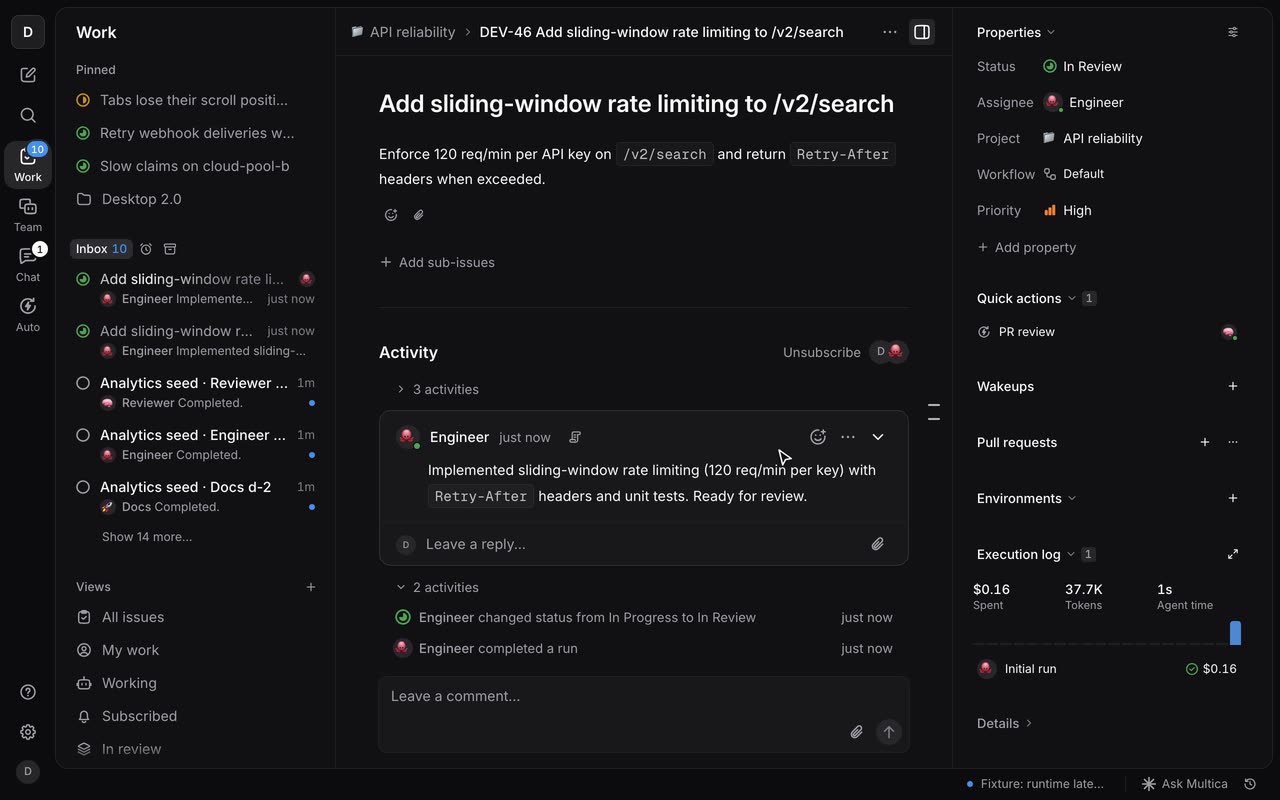 D
10
Work
Team
1
Chat
Auto
D
Work
Pinned
Tabs lose their scroll positi...
Retry webhook deliveries w...
Slow claims on cloud-pool-b
Desktop 2.0
Inbox 10
Add sliding-window rate li...
Engineer Implemente... just now
Add sliding-window r... just now
Engineer Implemented sliding-...
Analytics seed · Reviewer ... 1m
Reviewer Completed.
Analytics seed · Engineer ... 1m
Engineer Completed.
Analytics seed · Docs d-2 1m
Docs Completed.
Show 14 more...
Views
All issues
My work
Working
Subscribed
In review
API reliability › DEV-46 Add sliding-window rate limiting to /v2/search
Add sliding-window rate limiting to /v2/search
Enforce 120 req/min per API key on /v2/search and return Retry-After
headers when exceeded.
Add sub-issues
Activity
Unsubscribe D
3 activities
Engineer just now
Implemented sliding-window rate limiting (120 req/min per key) with
Retry-After headers and unit tests. Ready for review.
D Leave a reply...
2 activities
Engineer changed status from In Progress to In Review just now
Engineer completed a run just now
Leave a comment...
Properties
Status In Review
Assignee Engineer
Project API reliability
Workflow Default
Priority High
Add property
Quick actions 1
PR review
Wakeups
Pull requests
Environments
Execution log 1
$0.16 37.7K 1s
Spent Tokens Agent time
Initial run $0.16
Details
Fixture: runtime late...
Ask Multica